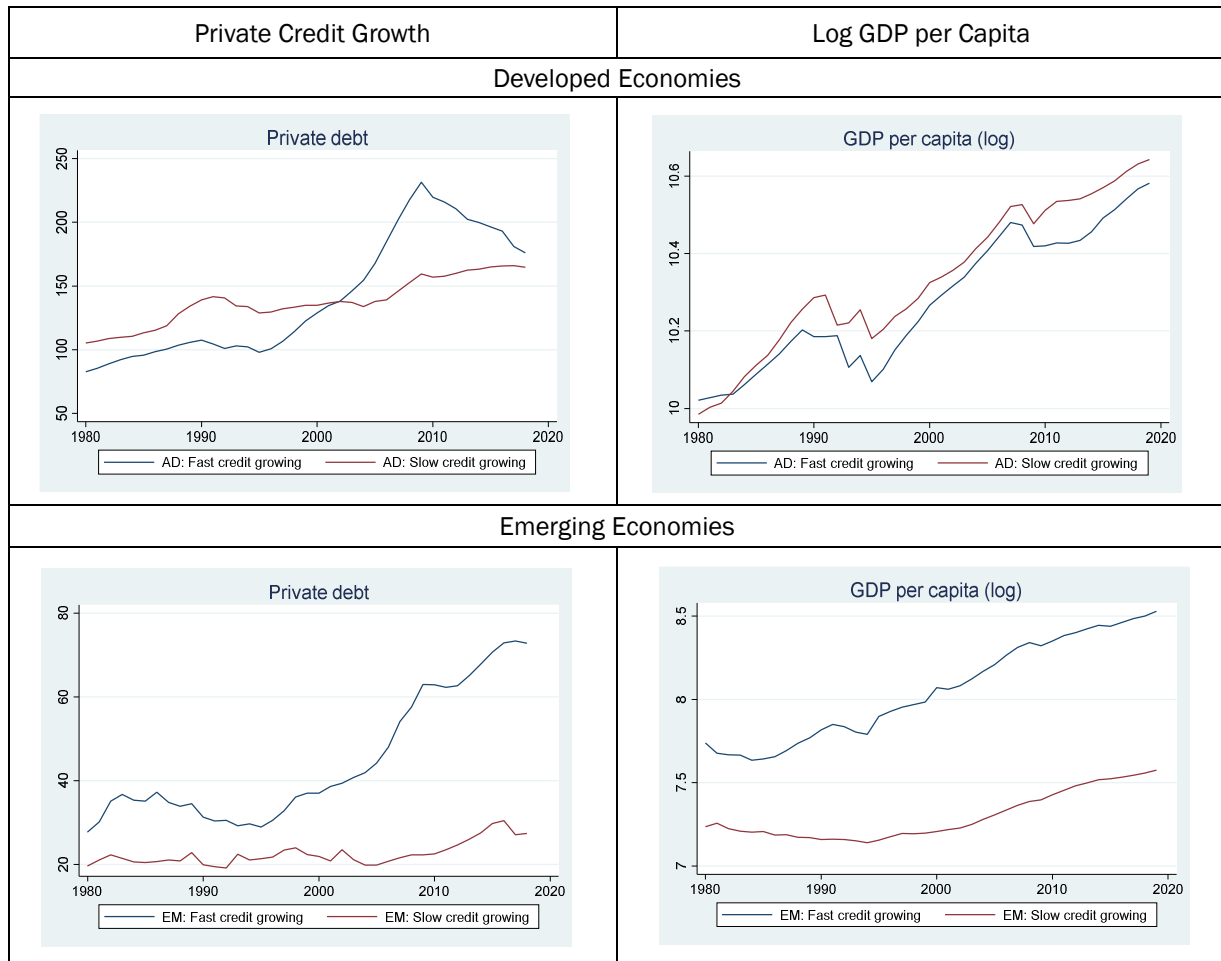 Private Credit Growth
Log GDP per Capita
Developed Economies
Private debt
250
200
150
100
50
1980 1990 2000 2010 2020
AD: Fast credit growing AD: Slow credit growing
GDP per capita (log)
10.6
10.4
10.2
10
1980 1990 2000 2010 2020
AD: Fast credit growing AD: Slow credit growing
Emerging Economies
Private debt
80
60
40
20
1980 1990 2000 2010 2020
EM: Fast credit growing EM: Slow credit growing
GDP per capita (log)
8.5
8
7.5
7
1980 1990 2000 2010 2020
EM: Fast credit growing EM: Slow credit growing